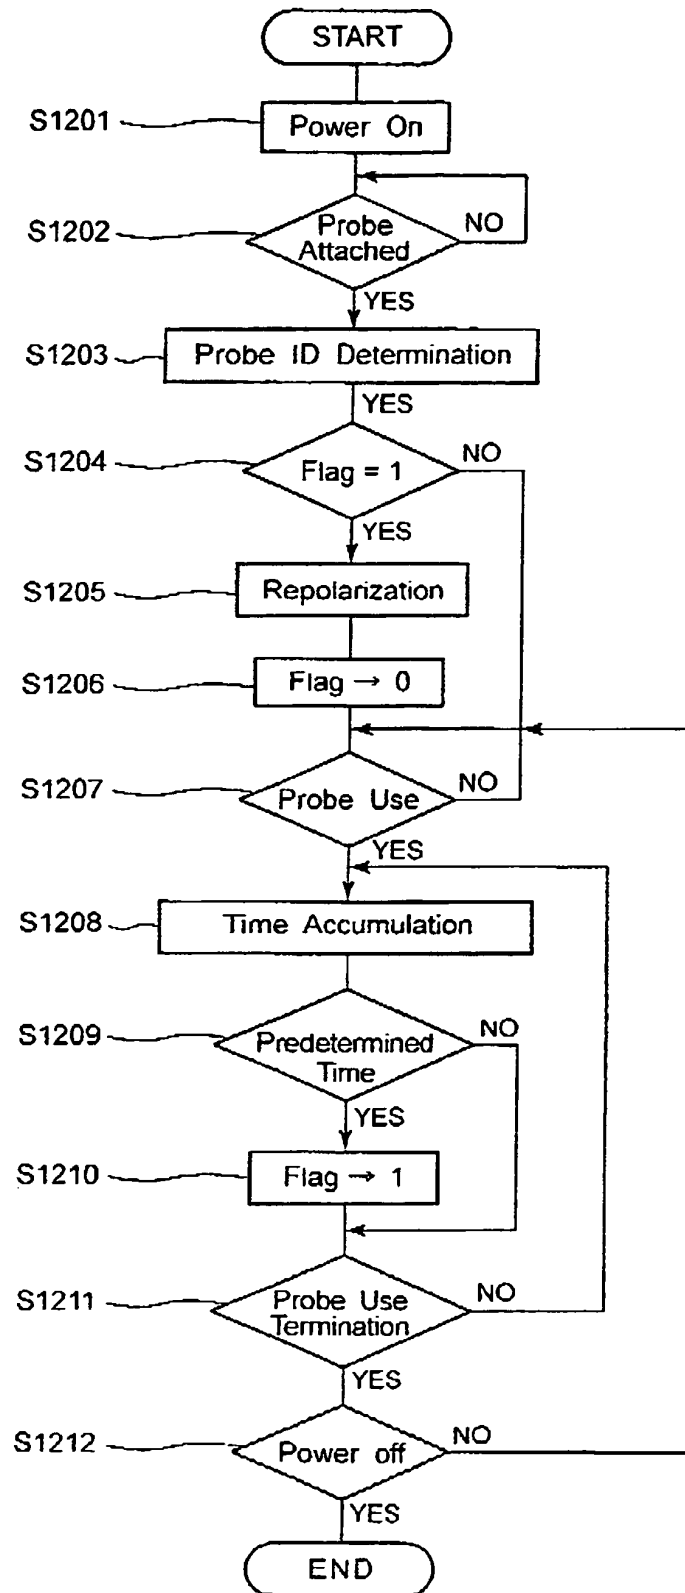 START
S1201
Power On
S1202
Probe
Attached
NO
YES
S1203
Probe ID Determination
YES
S1204
Flag = 1
NO
YES
S1205
Repolarization
S1206
Flag → 0
S1207
Probe Use
NO
YES
S1208
Time Accumulation
S1209
Predetermined
Time
NO
YES
S1210
Flag → 1
S1211
Probe Use
Termination
NO
YES
S1212
Power off
NO
YES
END